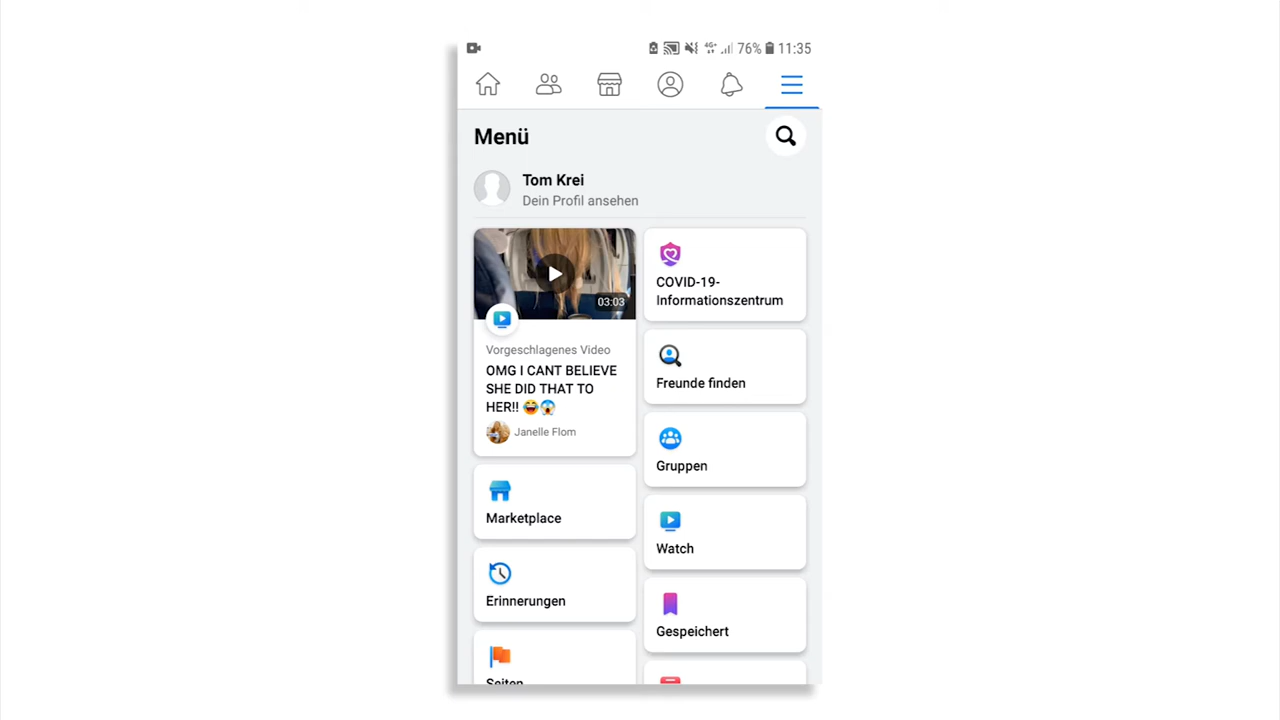 4G+ 76% 11:35
Menü
Tom Krei
Dein Profil ansehen
03:03
Vorgeschlagenes Video
OMG I CANT BELIEVE
SHE DID THAT TO
HER!! 😂😱
Janelle Flom
Marketplace
Erinnerungen
Seiten
COVID-19-
Informationszentrum
Freunde finden
Gruppen
Watch
Gespeichert